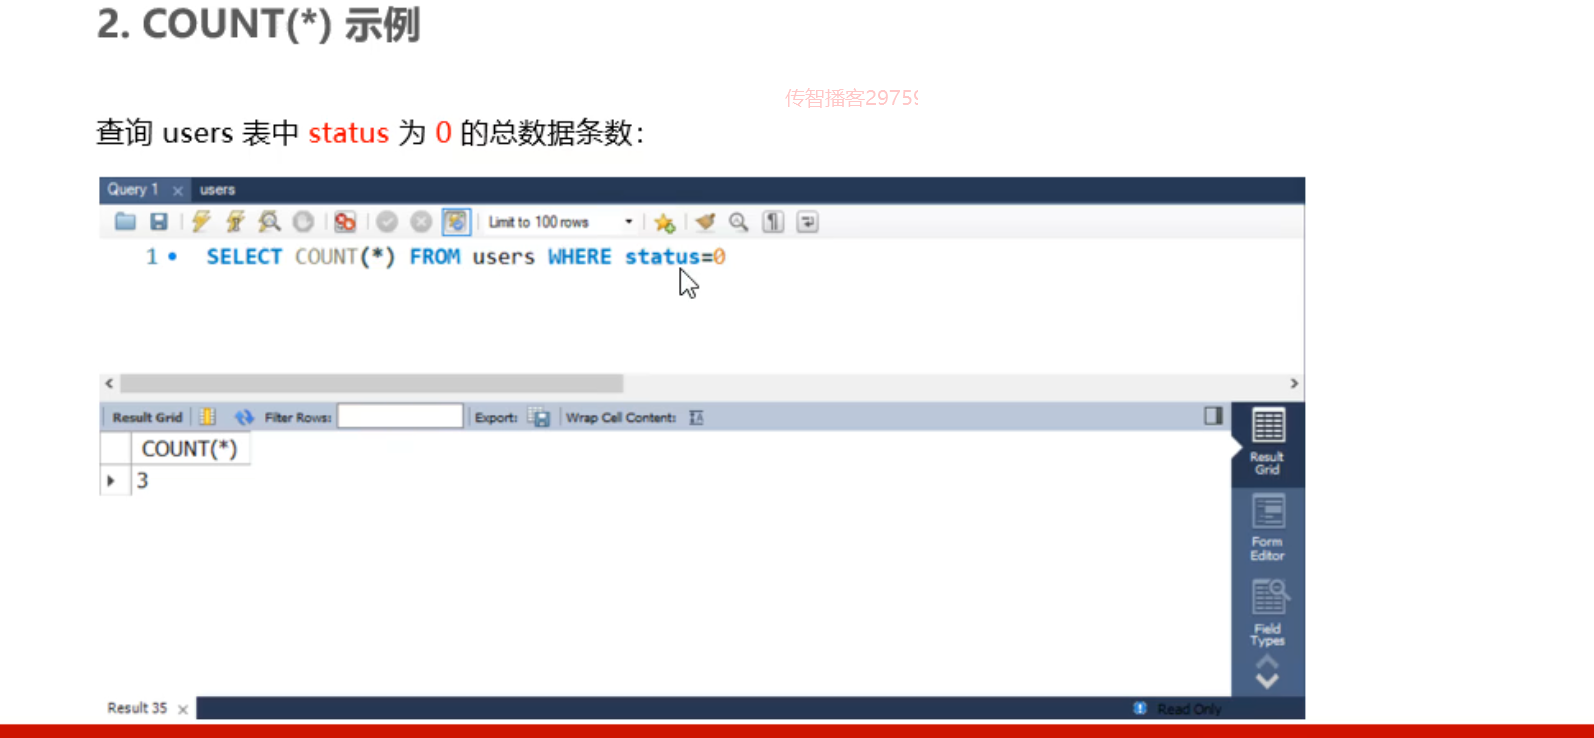 2. COUNT(*) 示例
传智播客2975
查询 users 表中 status 为 0 的总数据条数：
Query 1 users
Limit to 100 rows
1 SELECT COUNT(*) FROM users WHERE status=0
Result Grid Filter Rows: Export: Wrap Cell Content:
COUNT(*)
3
Result
Grid
Form
Editor
Field
Types
Result 35 Read Only